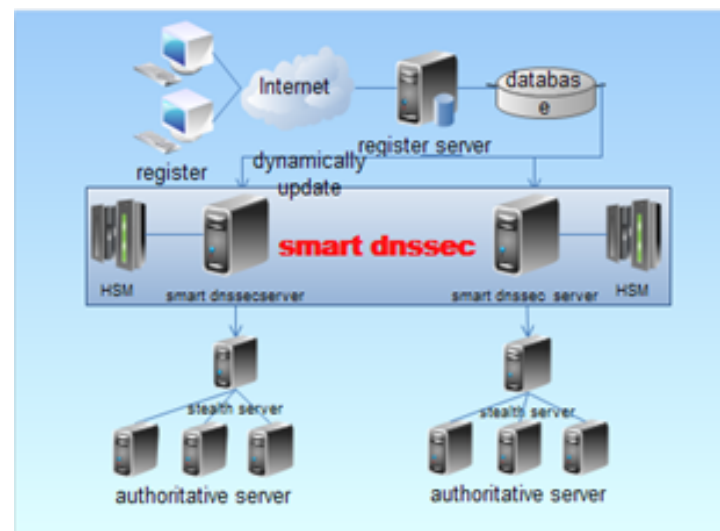 Internet
databas
e
register server
register
dynamically
update
smart dnssec
HSM
smart dnssecserver
smart dnssec server
HSM
stealth server
stealth server
authoritative server
authoritative server